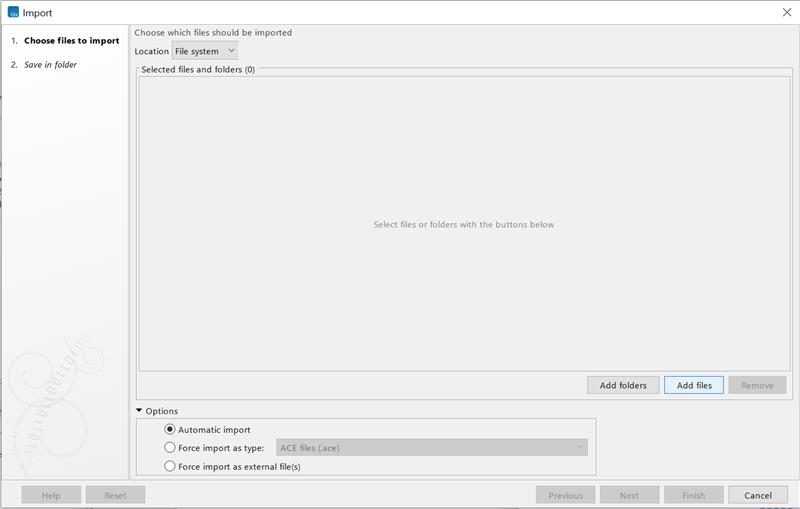 Import
1. Choose files to import
2. Save in folder
Choose which files should be imported
Location File system
Selected files and folders (0)
Select files or folders with the buttons below
Add folders Add files Remove
Options
Automatic import
Force import as type: ACE files (.ace)
Force import as external file(s)
Help Reset Previous Next Finish Cancel